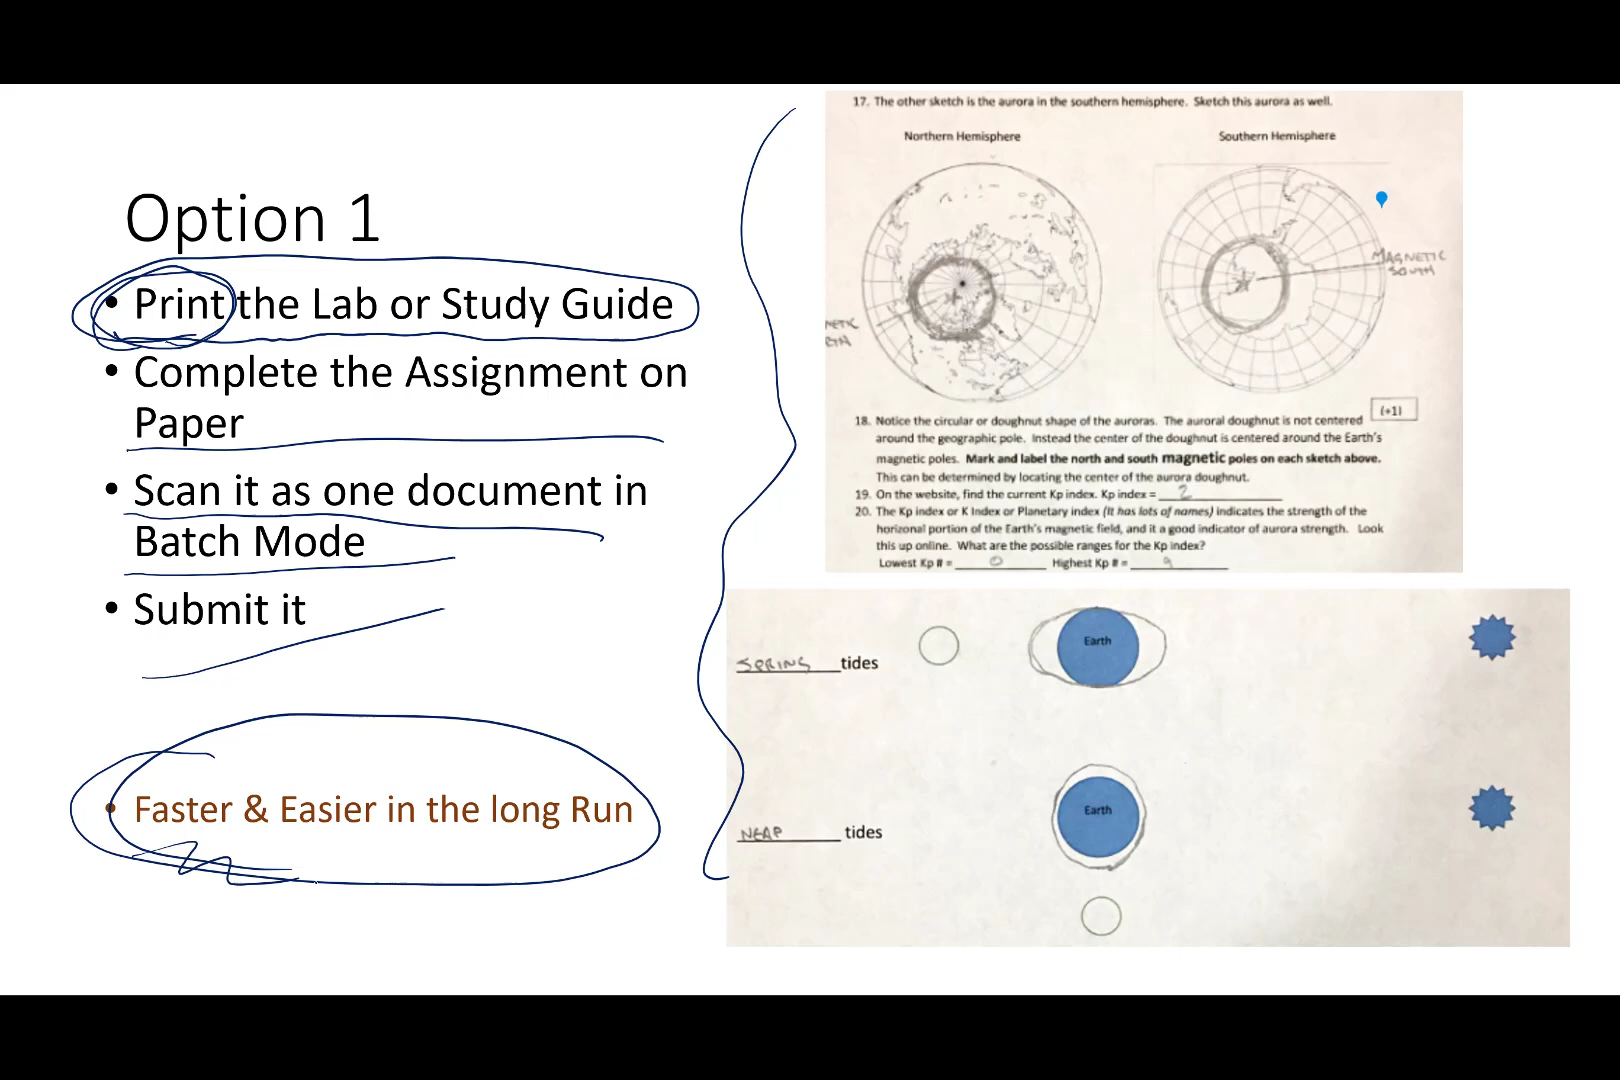 Option 1
• Print the Lab or Study Guide
• Complete the Assignment on
Paper
• Scan it as one document in
Batch Mode
• Submit it
• Faster & Easier in the long Run
17. The other sketch is the aurora in the southern hemisphere. Sketch this aurora as well.
Northern Hemisphere
Southern Hemisphere
MAGNETIC
SOUTH
(+1)
18. Notice the circular or doughnut shape of the auroras. The auroral doughnut is not centered
around the geographic pole. Instead the center of the doughnut is centered around the Earth's
magnetic poles. Mark and label the north and south magnetic poles on each sketch above.
This can be determined by locating the center of the aurora doughnut.
19. On the website, find the current Kp index. Kp index = 2
20. The Kp index or K Index or Planetary index (It has lots of names) indicates the strength of the
horizonal portion of the Earth's magnetic field, and it a good indicator of aurora strength. Look
this up online. What are the possible ranges for the Kp index?
Lowest Kp # = 0 Highest Kp # = 9
SPRING tides
Earth
NEAP tides
Earth